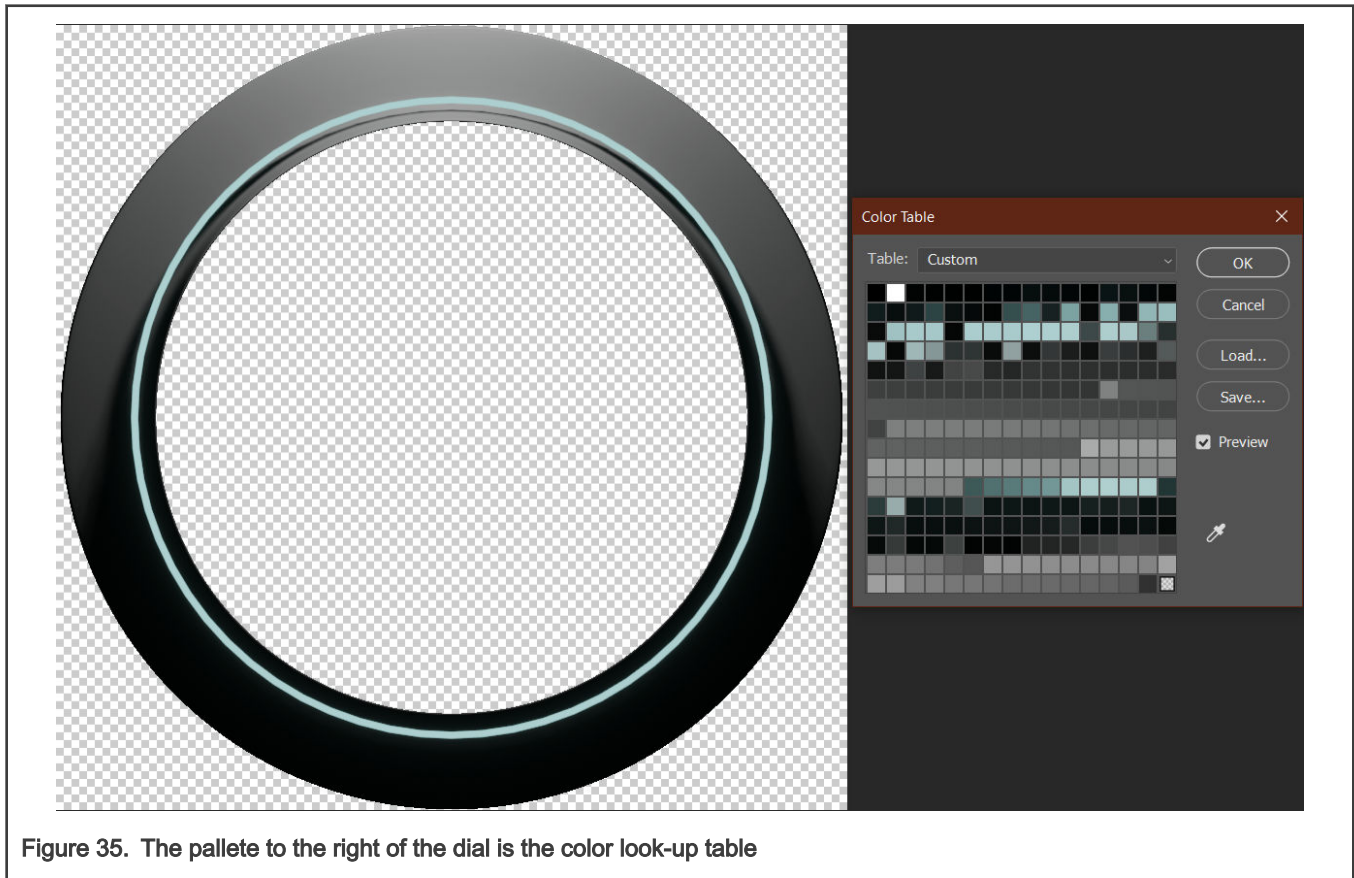 Color Table
Table: Custom
OK
Cancel
Load...
Save...
Preview
Figure 35. The pallete to the right of the dial is the color look-up table